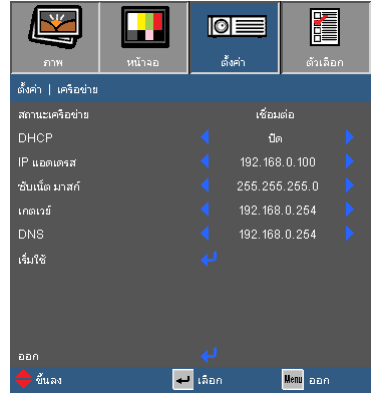 ภาพ หน้าจอ ตั้งค่า ตัวเลือก
ตั้งค่า | เครือข่าย
สถานะเครือข่าย เชื่อมต่อ
DHCP ปิด
IP แอดเดรส 192.168.0.100
ซับเน็ต มาสก์ 255.255.255.0
เกตเวย์ 192.168.0.254
DNS 192.168.0.254
เริ่มใช้
ออก
ขึ้นลง เลือก Menu ออก